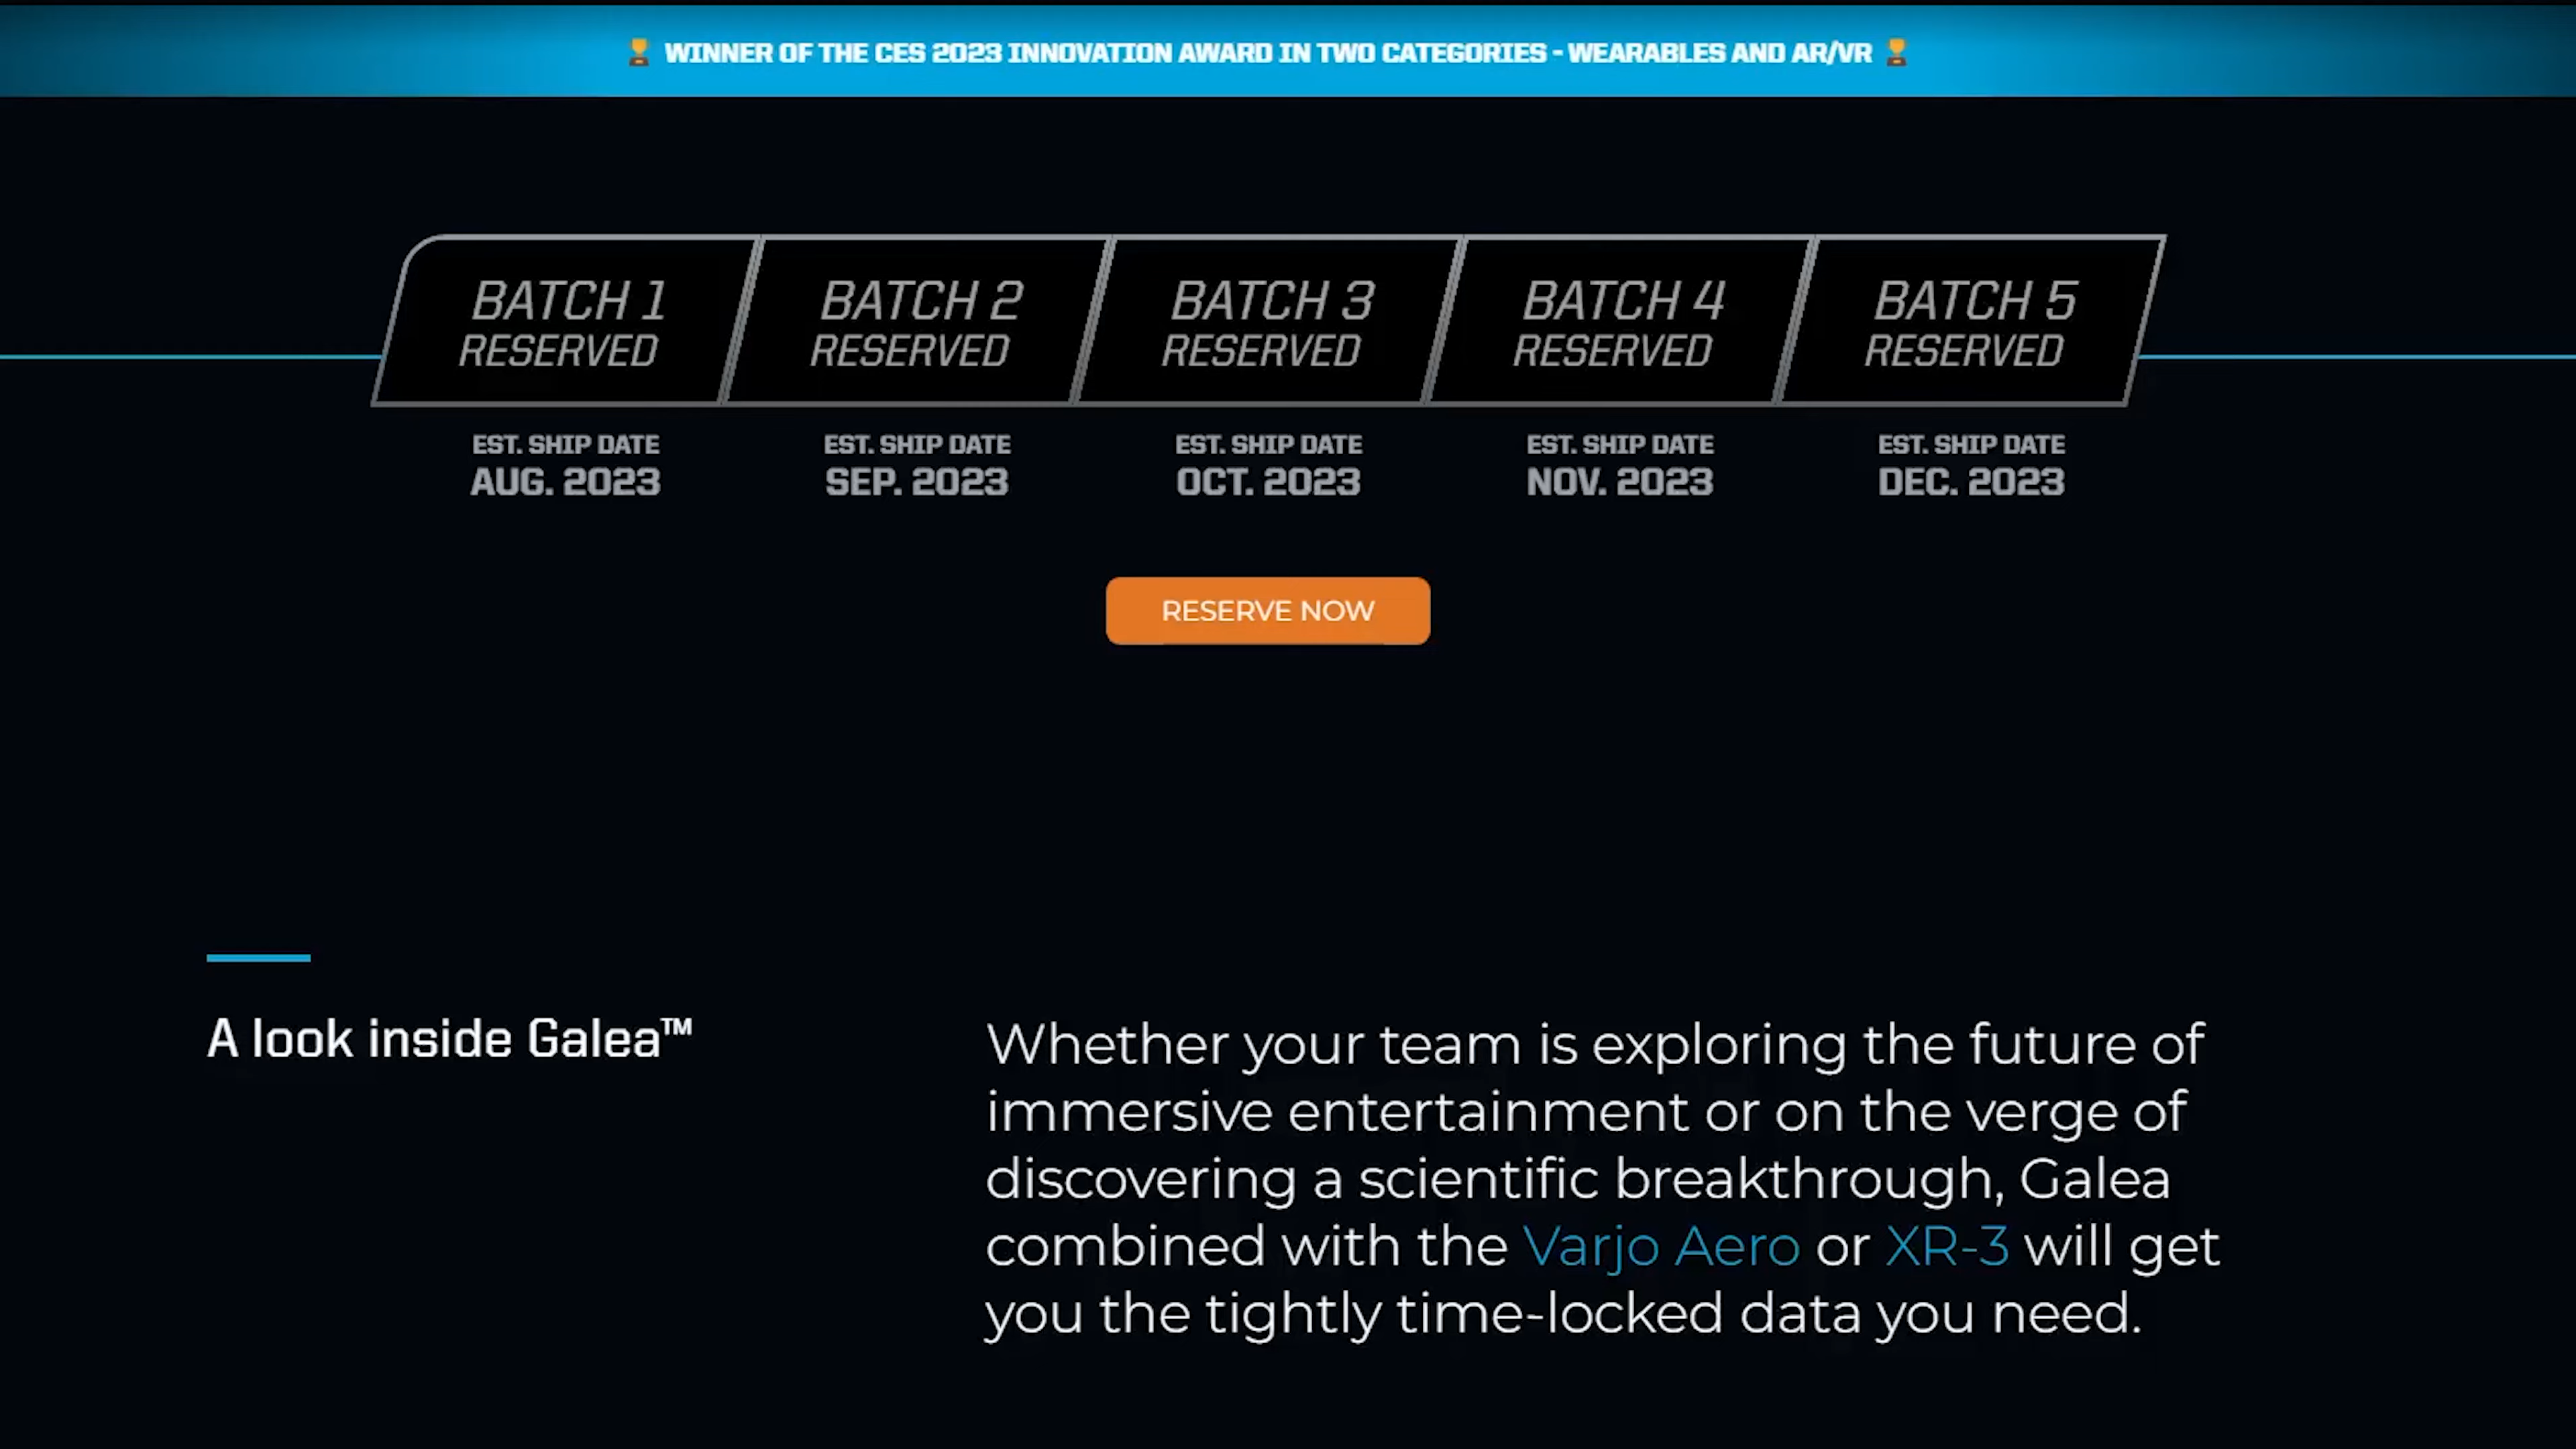 🏆 WINNER OF THE CES 2023 INNOVATION AWARD IN TWO CATEGORIES - WEARABLES AND AR/VR 🏆
BATCH 1
RESERVED
EST. SHIP DATE
AUG. 2023
BATCH 2
RESERVED
EST. SHIP DATE
SEP. 2023
BATCH 3
RESERVED
EST. SHIP DATE
OCT. 2023
BATCH 4
RESERVED
EST. SHIP DATE
NOV. 2023
BATCH 5
RESERVED
EST. SHIP DATE
DEC. 2023
RESERVE NOW
A look inside Galea™
Whether your team is exploring the future of
immersive entertainment or on the verge of
discovering a scientific breakthrough, Galea
combined with the Varjo Aero or XR-3 will get
you the tightly time-locked data you need.